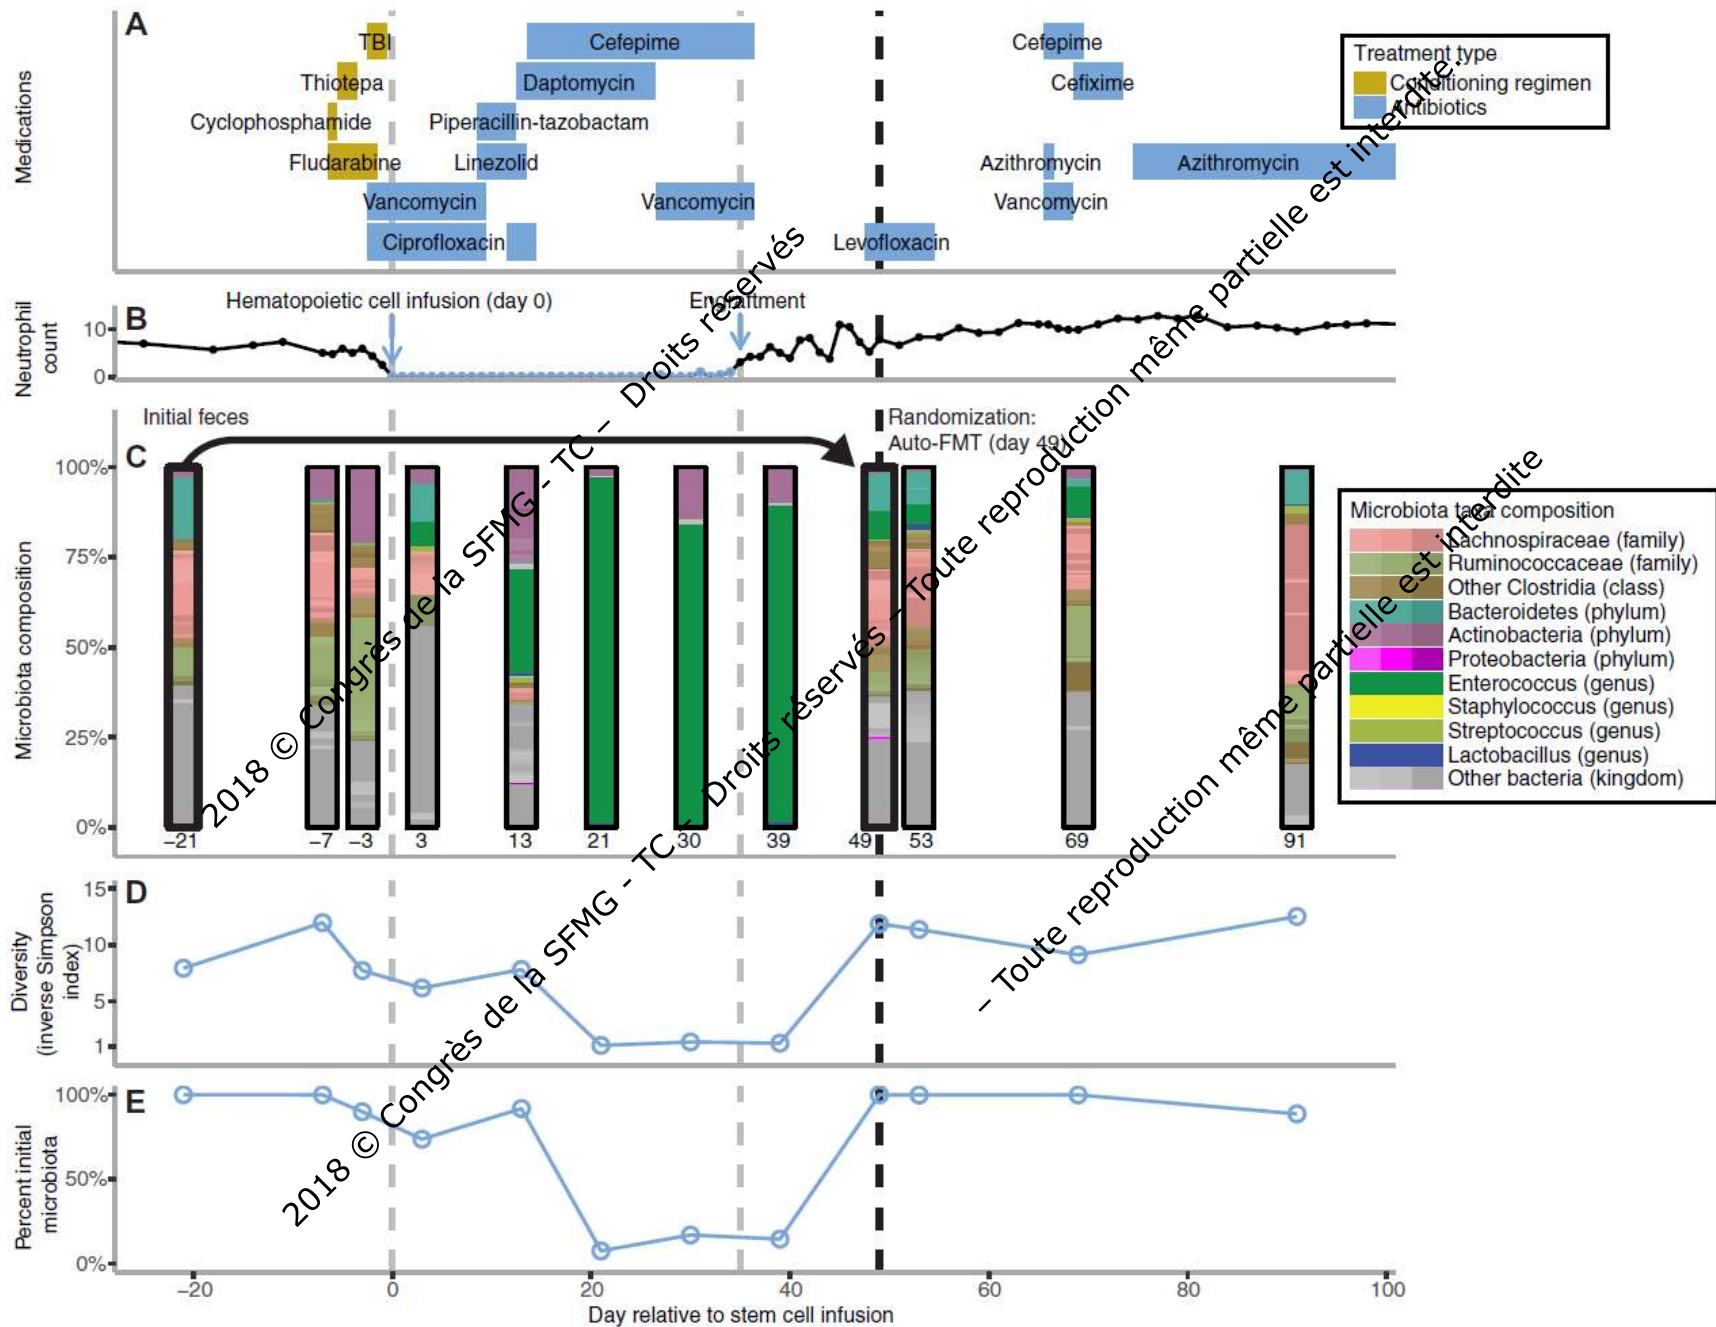 A
Medications
TBI
Cefepime
Cefepime
Thiotepa
Daptomycin
Cefixime
Cyclophosphamide
Piperacillin-tazobactam
Fludarabine
Linezolid
Azithromycin
Azithromycin
Vancomycin
Vancomycin
Vancomycin
Ciprofloxacin
Levofloxacin
Treatment type
Conditioning regimen
Antibiotics
B
Neutrophil
count
10
0
Hematopoietic cell infusion (day 0)
Engraftment
C
Microbiota composition
Initial feces
Randomization:
Auto-FMT (day 49)
100%
75%
50%
25%
0%
−21 −7 −3 3 13 21 30 39 49 53 69 91
Microbiota taxa composition
Lachnospiraceae (family)
Ruminococcaceae (family)
Other Clostridia (class)
Bacteroidetes (phylum)
Actinobacteria (phylum)
Proteobacteria (phylum)
Enterococcus (genus)
Staphylococcus (genus)
Streptococcus (genus)
Lactobacillus (genus)
Other bacteria (kingdom)
D
Diversity
(inverse Simpson
index)
15
10
5
1
E
Percent initial
microbiota
100%
50%
0%
−20 0 20 40 60 80 100
Day relative to stem cell infusion
2018 © Congrès de la SFMG - TC – Droits réservés
2018 © Congrès de la SFMG - TC – Droits réservés – Toute reproduction même partielle est interdite.
– Toute reproduction même partielle est interdite